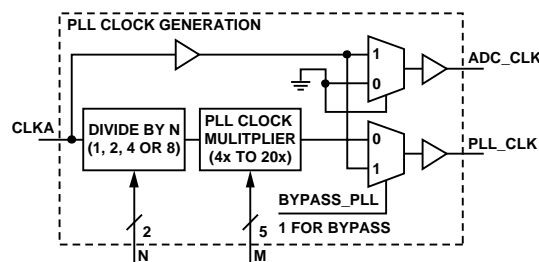 PLL CLOCK GENERATION
1
0
ADC_CLK
CLKA
DIVIDE BY N
(1, 2, 4 OR 8)
PLL CLOCK
MULITPLIER
(4x TO 20x)
0
1
PLL_CLK
BYPASS_PLL
1 FOR BYPASS
2
5
N
M